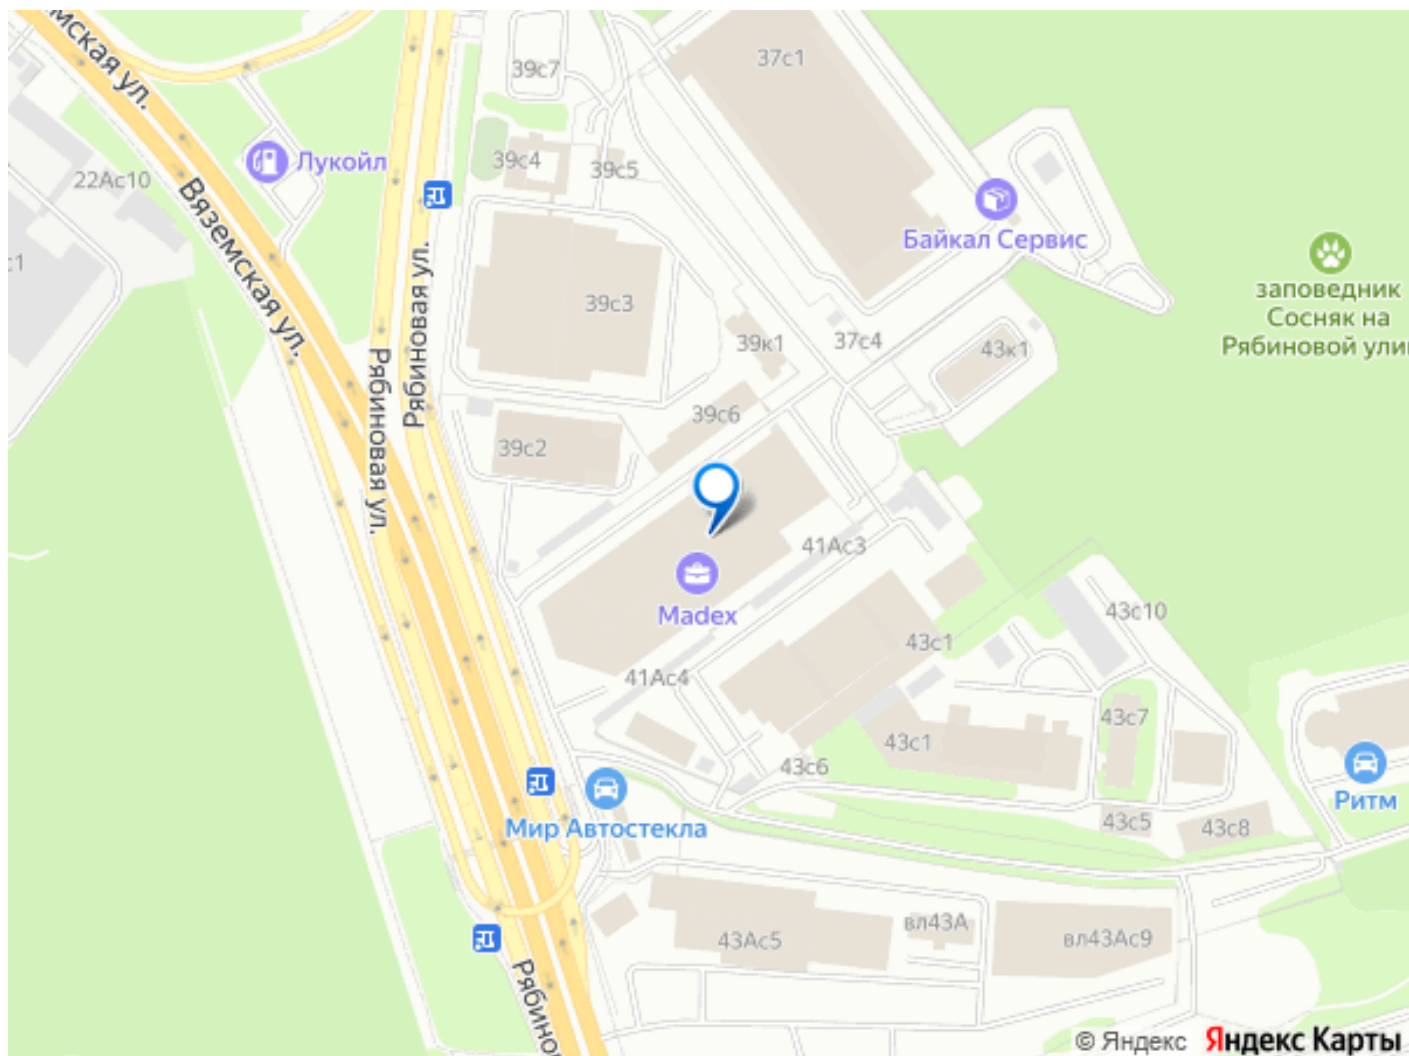 мская ул.
39с7
37с1
22Ас10
Лукойл
39с4
39с5
с1
Вяземская ул.
Рябиновая ул.
Рябиновая ул.
Байкал Сервис
заповедник
Сосняк на
Рябиновой ули
39с3
39к1
37с4
43к1
39с6
39с2
41Ас3
Madex
43с10
43с1
41Ас4
43с7
43с1
43с6
Мир Автостекла
Ритм
43с5
43с8
43Ас5
вл43А
вл43Ас9
Рябино
© Яндекс Яндекс Карты